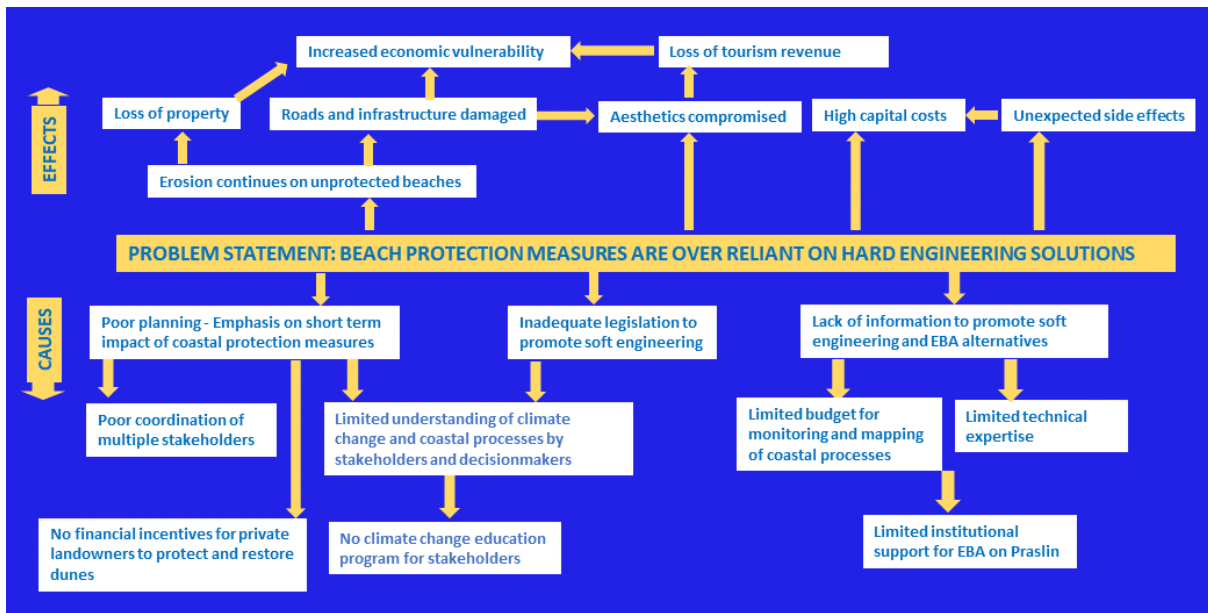 Increased economic vulnerability
Loss of tourism revenue
EFFECTS
Loss of property
Roads and infrastructure damaged
Aesthetics compromised
High capital costs
Unexpected side effects
Erosion continues on unprotected beaches
PROBLEM STATEMENT: BEACH PROTECTION MEASURES ARE OVER RELIANT ON HARD ENGINEERING SOLUTIONS
CAUSES
Poor planning - Emphasis on short term
impact of coastal protection measures
Inadequate legislation to
promote soft engineering
Lack of information to promote soft
engineering and EBA alternatives
Poor coordination of
multiple stakeholders
Limited understanding of climate
change and coastal processes by
stakeholders and decisionmakers
Limited budget for
monitoring and mapping
of coastal processes
Limited technical
expertise
No financial incentives for private
landowners to protect and restore
dunes
No climate change education
program for stakeholders
Limited institutional
support for EBA on Praslin